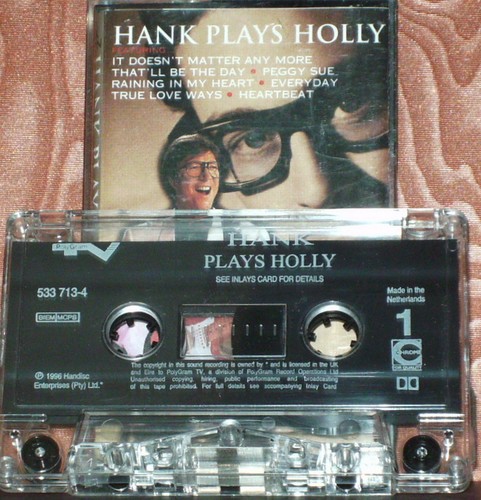 HANK PLAYS HOLLY
FEATURING
IT DOESN'T MATTER ANY MORE
THAT'LL BE THE DAY • PEGGY SUE
RAINING IN MY HEART • EVERYDAY
TRUE LOVE WAYS • HEARTBEAT
PolyGram
TV
HANK
PLAYS HOLLY
SEE INLAYS CARD FOR DETAILS
533 713-4
Made in the
Netherlands
BIEM MCPS
1
CHROME
FOR QUALITY
The copyright in this sound recording is owned by * and is licensed in the UK
and Eire to PolyGram TV, a division of PolyGram Record Operations Ltd
Unauthorised copying, hiring, public performance and broadcasting
of this tape prohibited. For full details see accompanying Inlay Card
℗ 1996 Handisc
Enterprises (Pty) Ltd.*